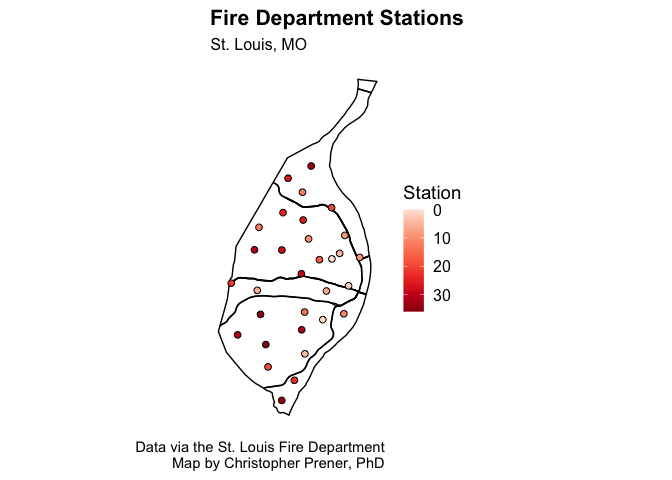 Fire Department Stations
St. Louis, MO
Station
0
10
20
30
Data via the St. Louis Fire Department
Map by Christopher Prener, PhD